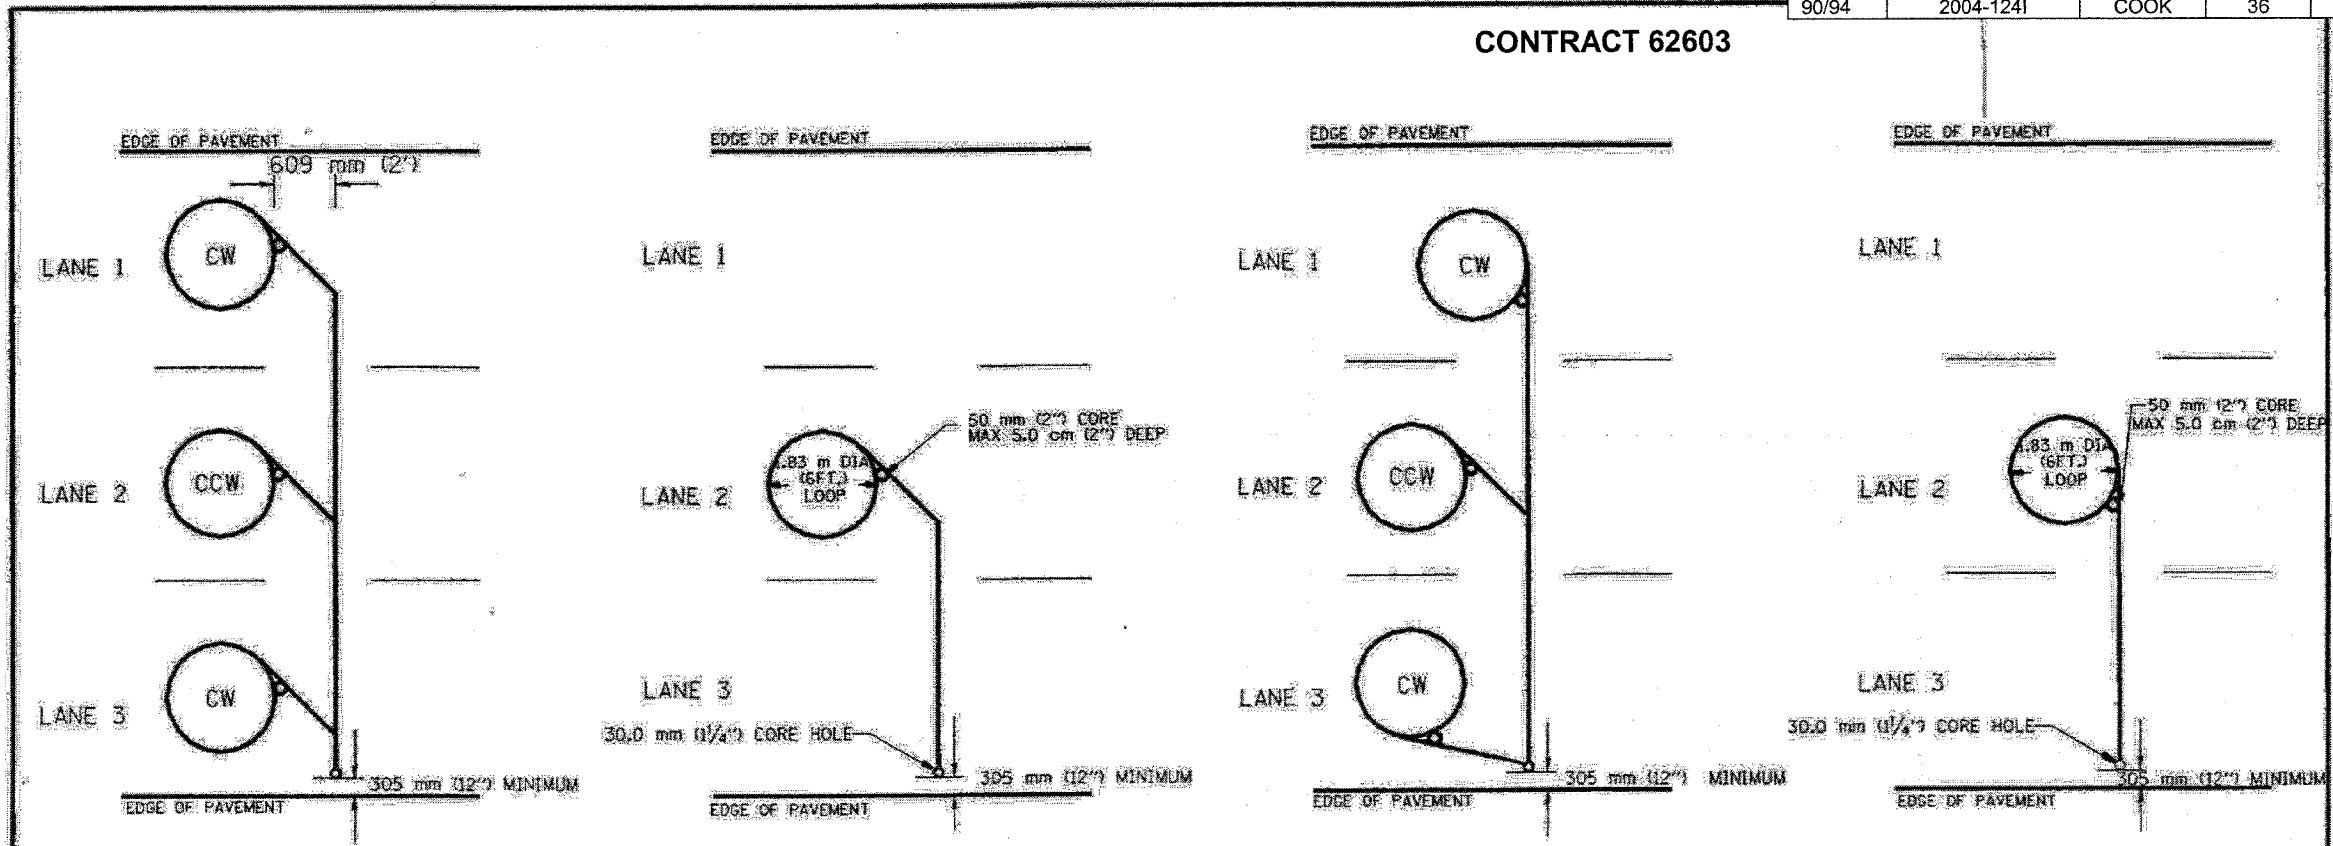 90/94 2004-124I COOK 36
CONTRACT 62603
EDGE OF PAVEMENT
609 mm (2')
LANE 1
CW
LANE 2
CCW
LANE 3
CW
305 mm (12") MINIMUM
EDGE OF PAVEMENT
EDGE OF PAVEMENT
LANE 1
50 mm (2") CORE
MAX 5.0 cm (2") DEEP
LANE 2
1.83 m DIA
(6FT.)
LOOP
LANE 3
30.0 mm (1 1/4") CORE HOLE
305 mm (12") MINIMUM
EDGE OF PAVEMENT
EDGE OF PAVEMENT
LANE 1
CW
LANE 2
CCW
LANE 3
CW
305 mm (12") MINIMUM
EDGE OF PAVEMENT
EDGE OF PAVEMENT
LANE 1
50 mm (2") CORE
MAX 5.0 cm (2") DEEP
LANE 2
1.83 m DIA
(6FT.)
LOOP
LANE 3
30.0 mm (1 1/4") CORE HOLE
305 mm (12") MINIMUM
EDGE OF PAVEMENT